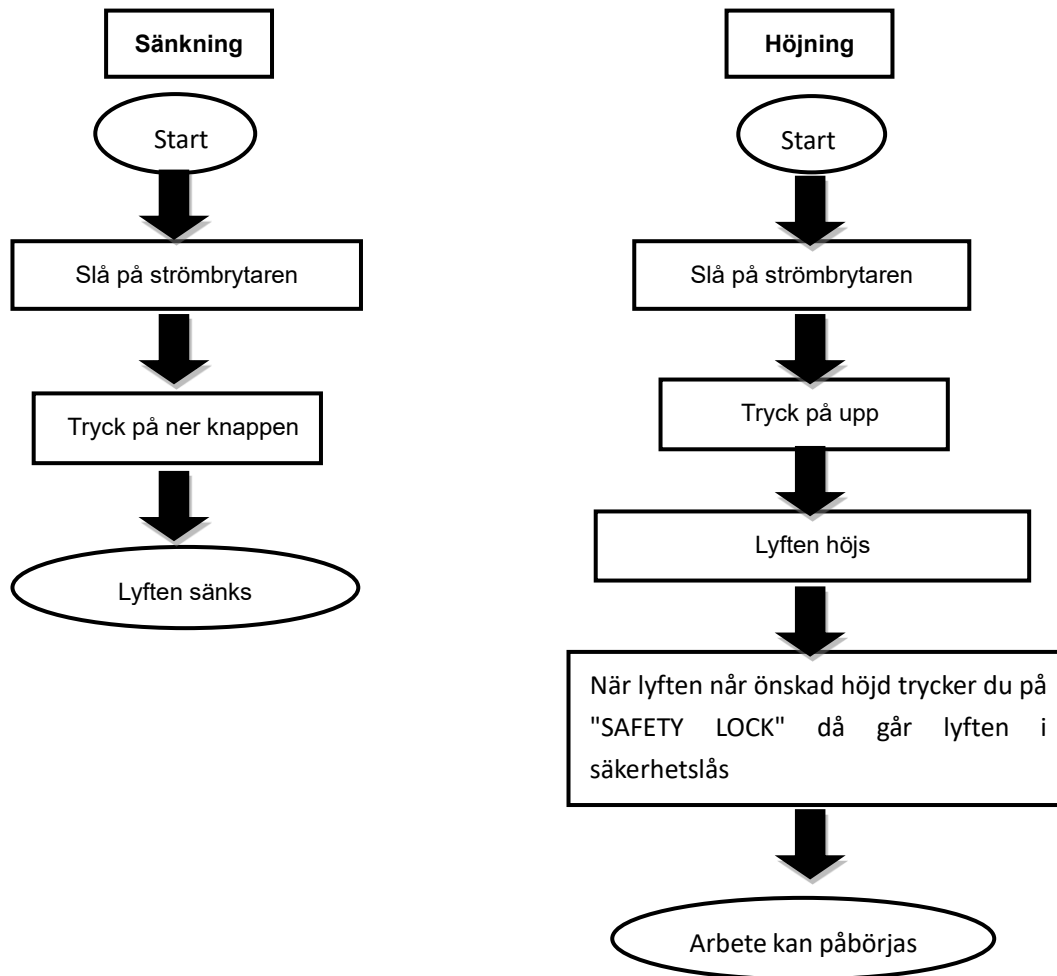 Sänkning
Start
Slå på strömbrytaren
Tryck på ner knappen
Lyften sänks
Höjning
Start
Slå på strömbrytaren
Tryck på upp
Lyften höjs
När lyften når önskad höjd trycker du på
"SAFETY LOCK" då går lyften i
säkerhetslås
Arbete kan påbörjas